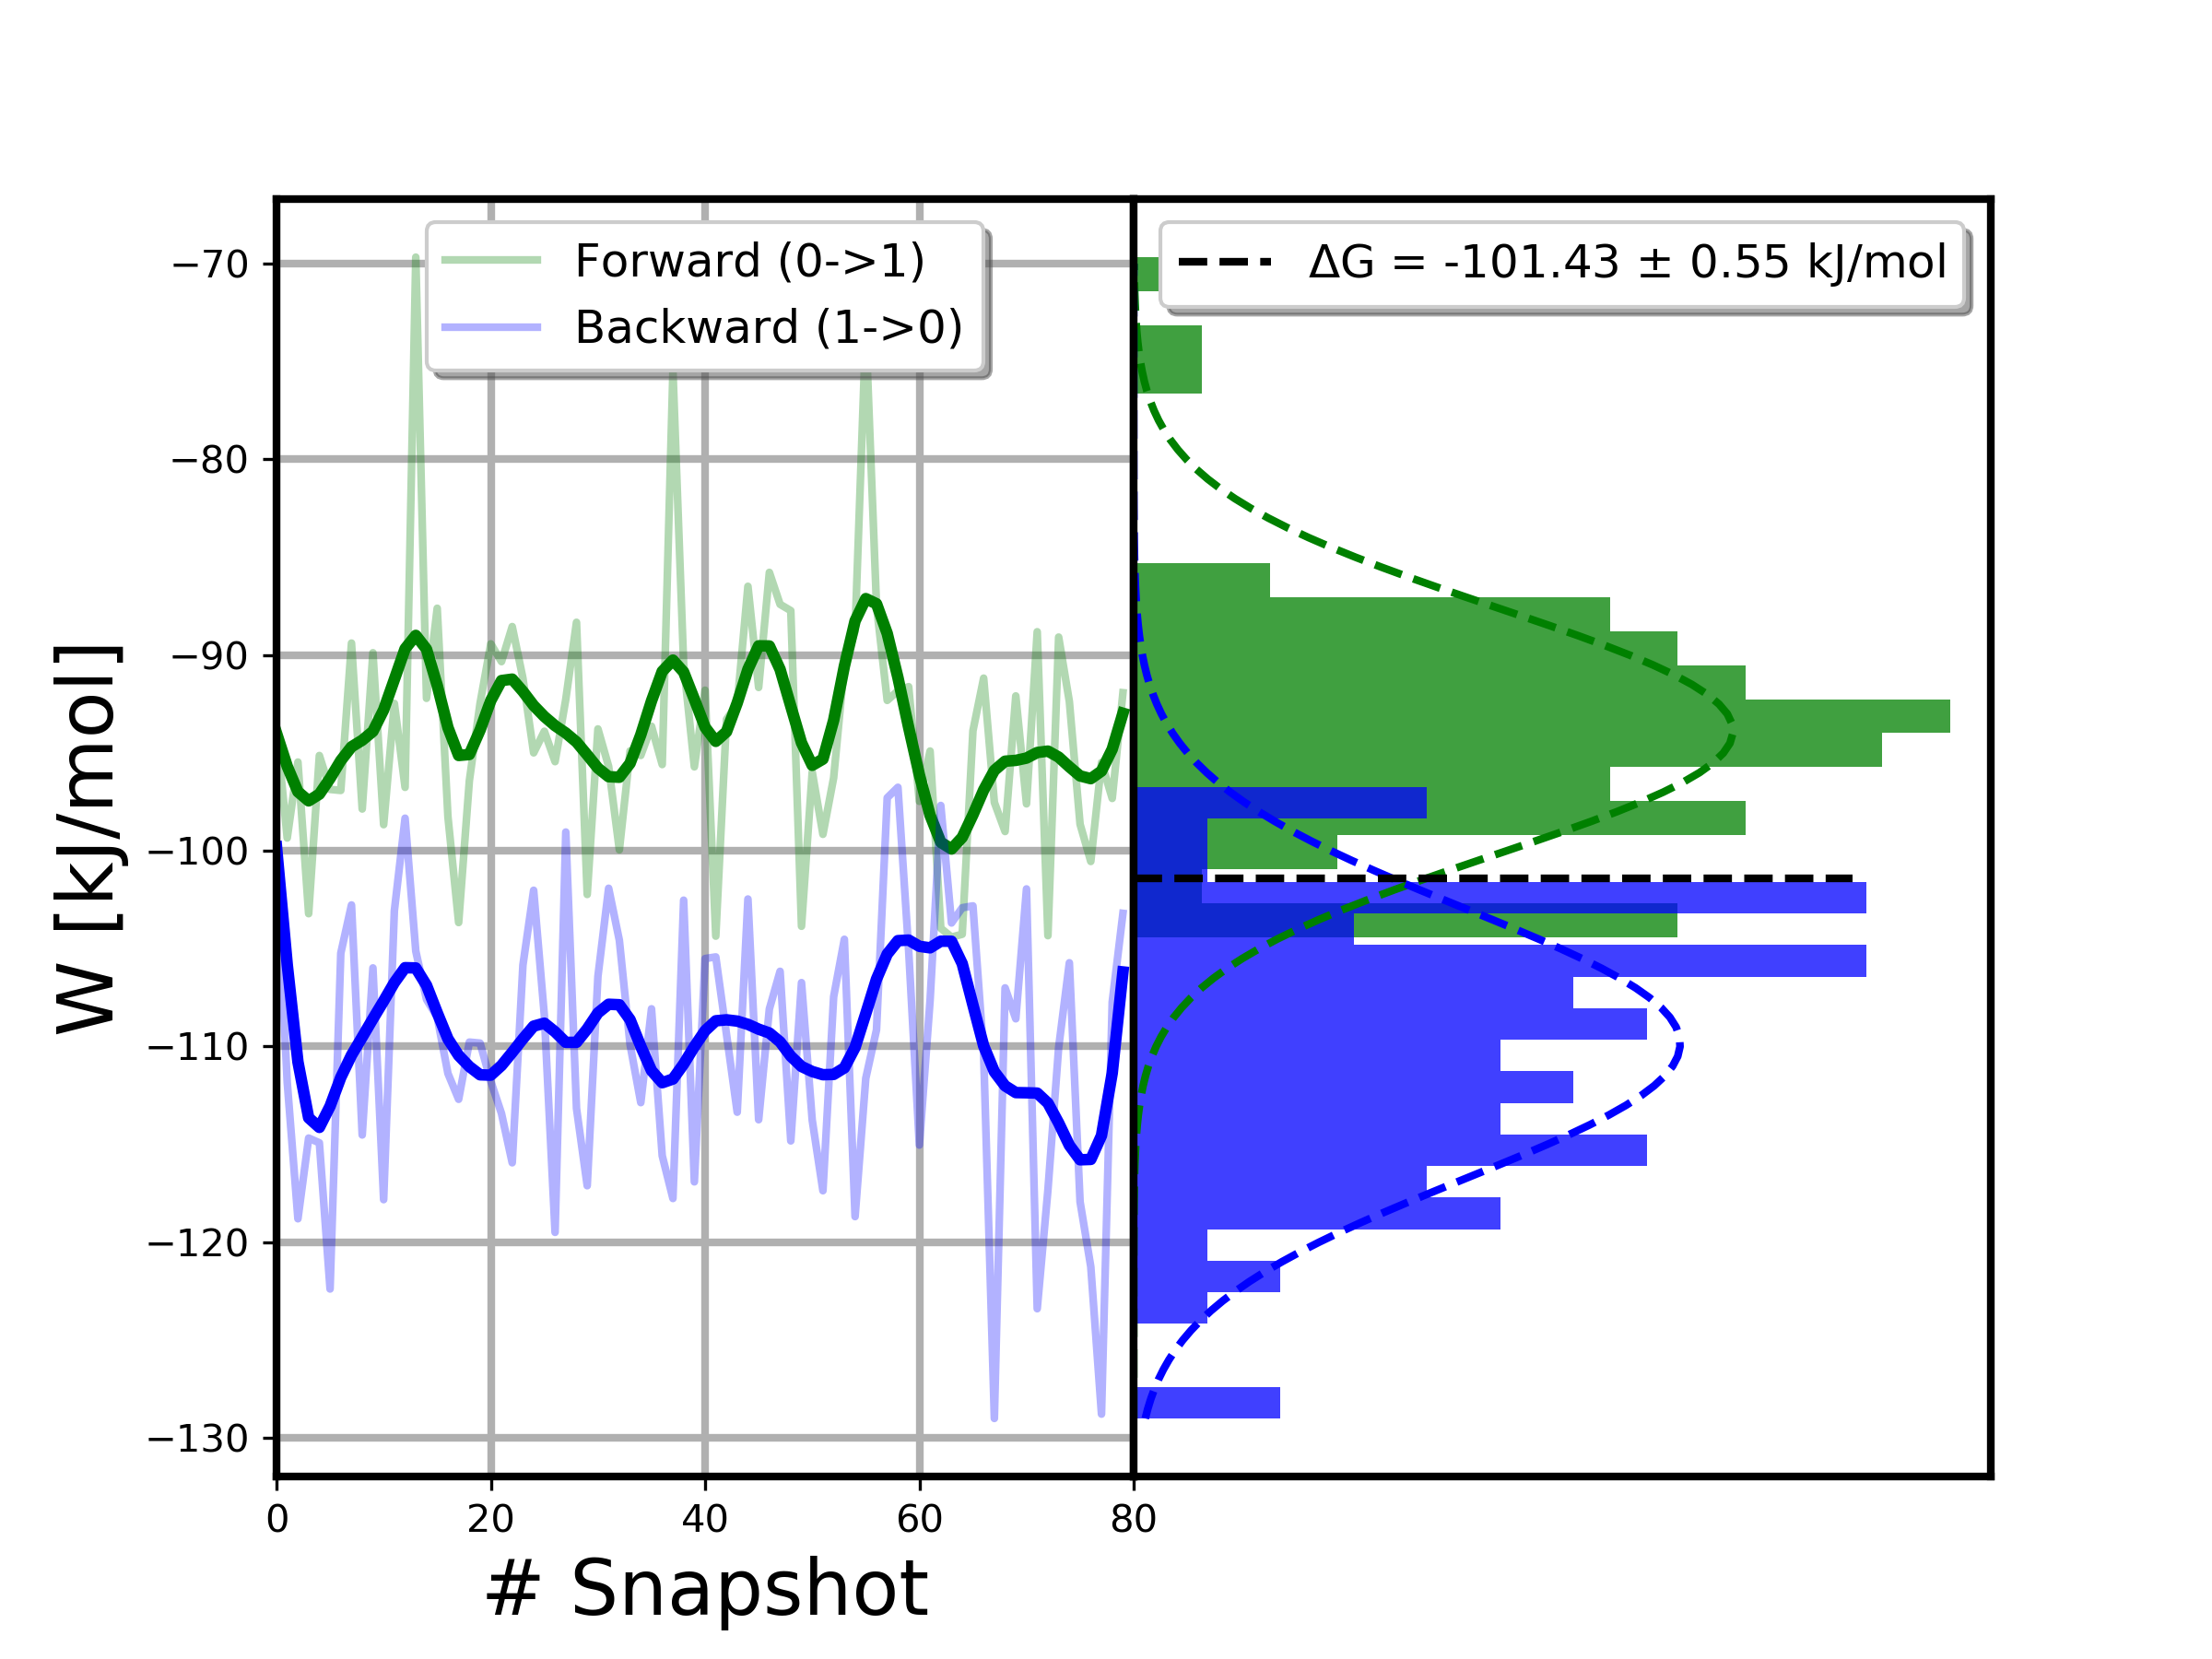 Forward (0->1)
Backward (1->0)
ΔG = -101.43 ± 0.55 kJ/mol
W [kJ/mol]
−70
−80
−90
−100
−110
−120
−130
0 20 40 60 80
# Snapshot